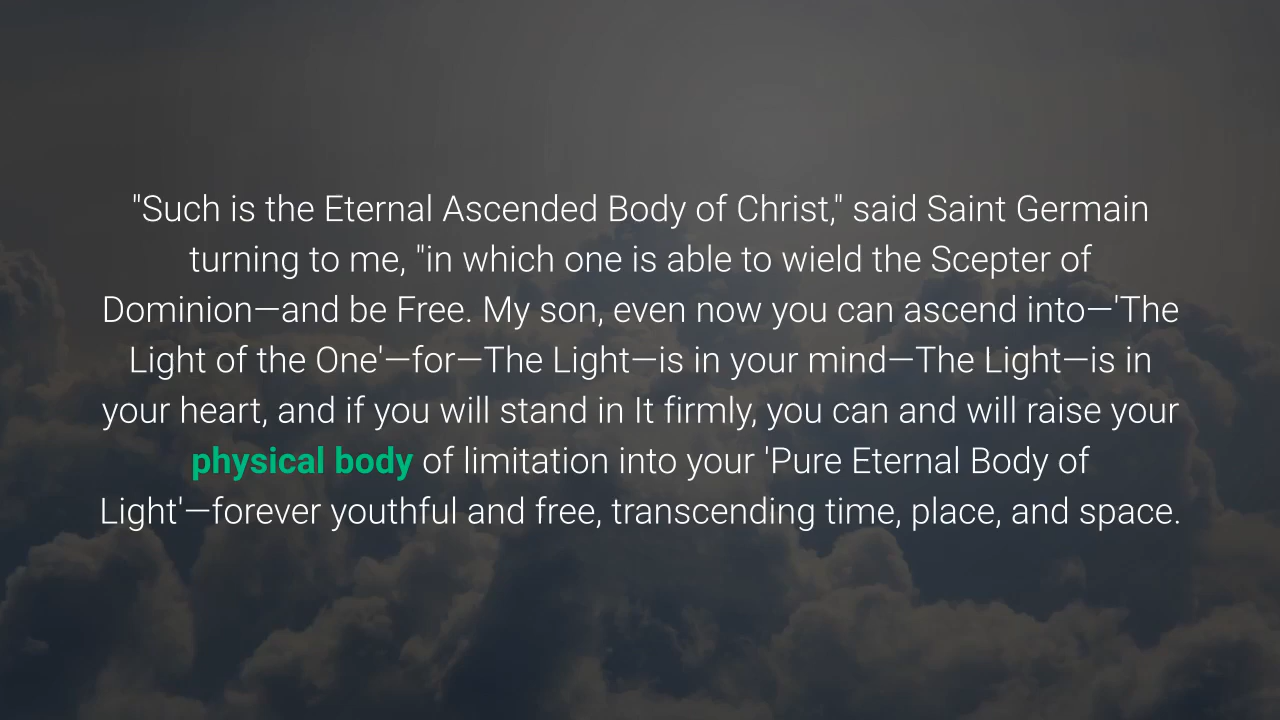 "Such is the Eternal Ascended Body of Christ," said Saint Germain
turning to me, "in which one is able to wield the Scepter of
Dominion—and be Free. My son, even now you can ascend into—'The
Light of the One'—for—The Light—is in your mind—The Light—is in
your heart, and if you will stand in It firmly, you can and will raise your
physical body of limitation into your 'Pure Eternal Body of
Light'—forever youthful and free, transcending time, place, and space.